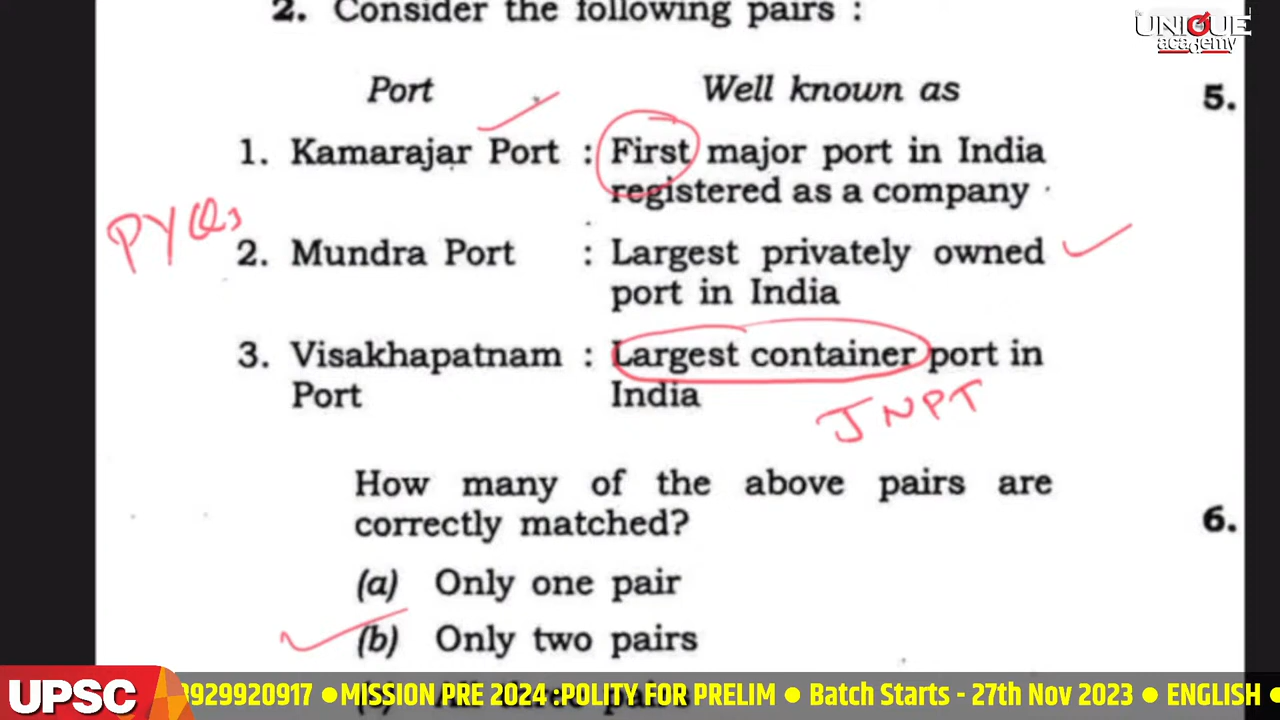 UNIQUE
academy
2. Consider the following pairs :
Port Well known as
5.
1. Kamarajar Port : First major port in India
registered as a company
PYQs
2. Mundra Port : Largest privately owned
port in India
3. Visakhapatnam : Largest container port in
Port India
JNPT
How many of the above pairs are
correctly matched?
6.
(a) Only one pair
(b) Only two pairs
UPSC 8929920917 ●MISSION PRE 2024 :POLITY FOR PRELIM ● Batch Starts - 27th Nov 2023 ● ENGLISH ●